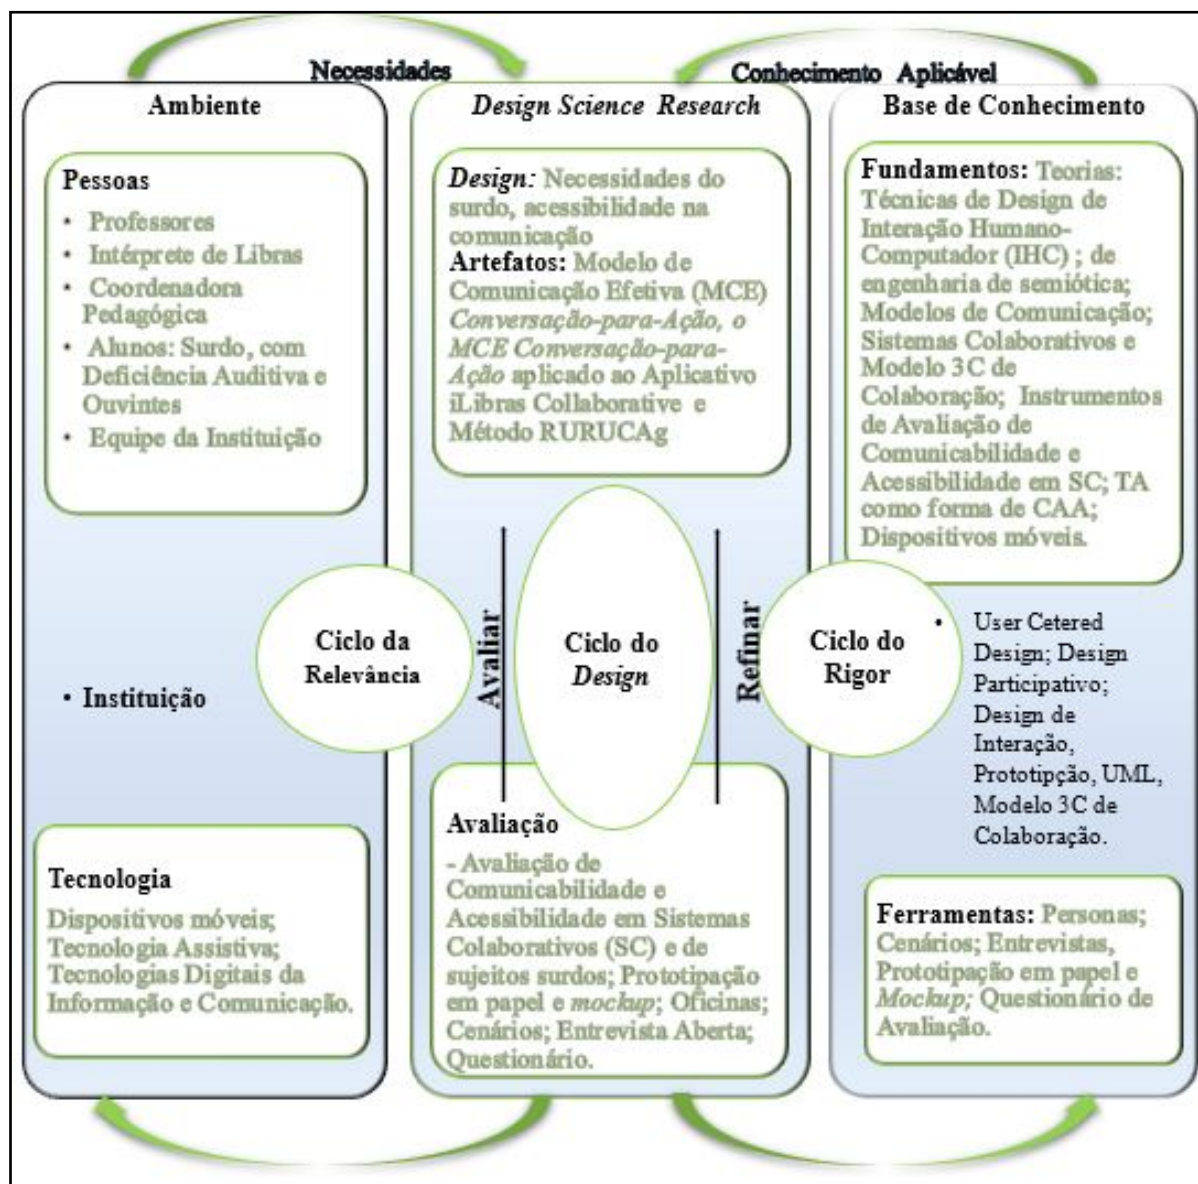 Necessidades
Conhecimento Aplicável
Ambiente
Pessoas
• Professores
• Intérprete de Libras
• Coordenadora
Pedagógica
• Alunos: Surdo, com
Deficiência Auditiva e
Ouvintes
• Equipe da Instituição
• Instituição
Tecnologia
Dispositivos móveis;
Tecnologia Assistiva;
Tecnologias Digitais da
Informação e Comunicação.
Ciclo da
Relevância
Design Science Research
Design: Necessidades do
surdo, acessibilidade na
comunicação
Artefatos: Modelo de
Comunicação Efetiva (MCE)
Conversação-para-Ação, o
MCE Conversação-para-
Ação aplicado ao Aplicativo
iLibras Collaborative e
Método RURUCAg
Avaliar
Ciclo do
Design
Refinar
Avaliação
- Avaliação de
Comunicabilidade e
Acessibilidade em Sistemas
Colaborativos (SC) e de
sujeitos surdos; Prototipação
em papel e mockup; Oficinas;
Cenários; Entrevista Aberta;
Questionário.
Ciclo do
Rigor
Base de Conhecimento
Fundamentos: Teorias:
Técnicas de Design de
Interação Humano-
Computador (IHC) ; de
engenharia de semiótica;
Modelos de Comunicação;
Sistemas Colaborativos e
Modelo 3C de
Colaboração; Instrumentos
de Avaliação de
Comunicabilidade e
Acessibilidade em SC; TA
como forma de CAA;
Dispositivos móveis.
• User Cetered
Design; Design
Participativo;
Design de
Interação,
Prototipção, UML,
Modelo 3C de
Colaboração.
Ferramentas: Personas;
Cenários; Entrevistas,
Prototipação em papel e
Mockup; Questionário de
Avaliação.